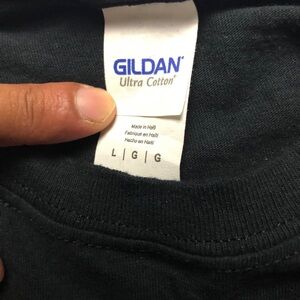 GILDAN®
Ultra Cotton®
Made in Haiti
Fabriqué en Haïti
Hecho en Haití
L | G | G